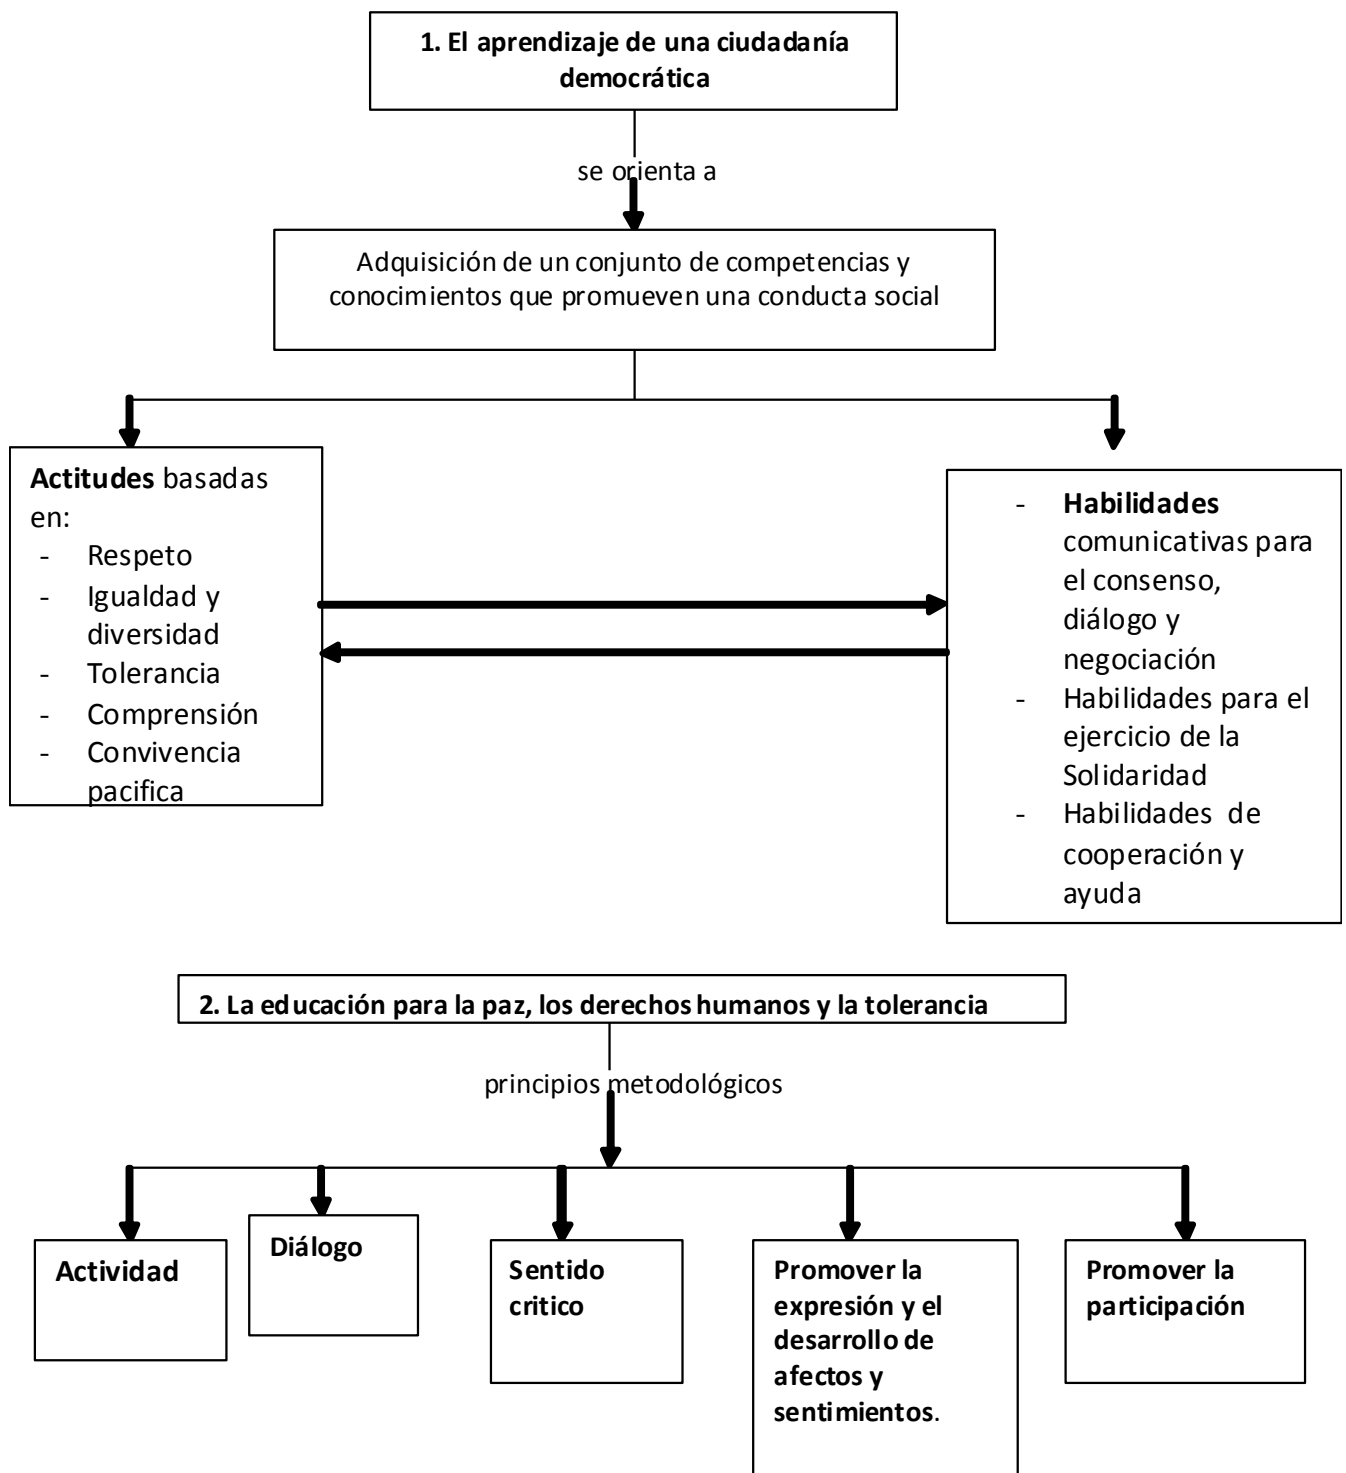 1. El aprendizaje de una ciudadanía
democrática
se orienta a
Adquisición de un conjunto de competencias y
conocimientos que promueven una conducta social
Actitudes basadas
en:
- Respeto
- Igualdad y
diversidad
- Tolerancia
- Comprensión
- Convivencia
pacifica
- Habilidades
comunicativas para
el consenso,
diálogo y
negociación
- Habilidades para el
ejercicio de la
Solidaridad
- Habilidades de
cooperación y
ayuda
2. La educación para la paz, los derechos humanos y la tolerancia
principios metodológicos
Actividad
Diálogo
Sentido
critico
Promover la
expresión y el
desarrollo de
afectos y
sentimientos.
Promover la
participación